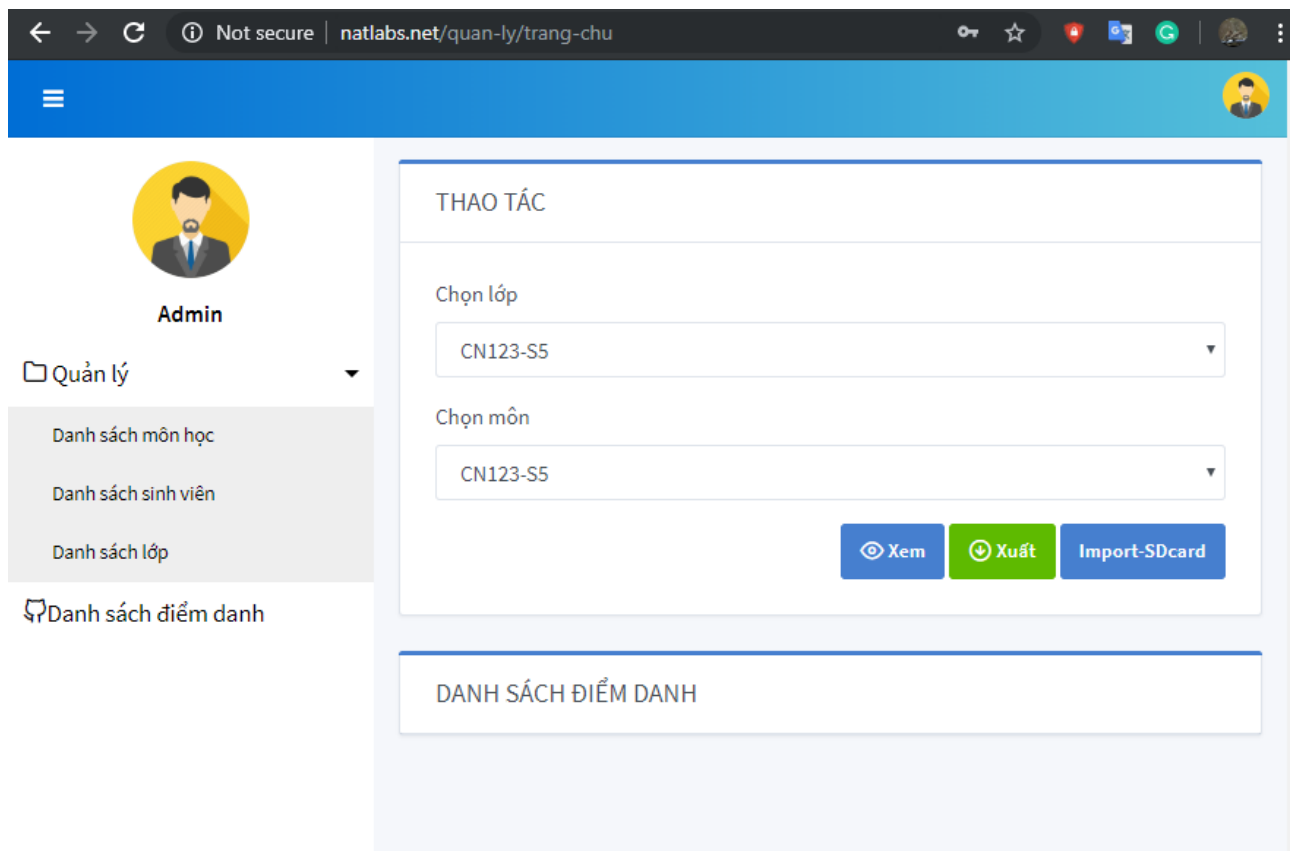 Not secure | natlabs.net/quan-ly/trang-chu
Admin
Quản lý
Danh sách môn học
Danh sách sinh viên
Danh sách lớp
Danh sách điểm danh
THAO TÁC
Chọn lớp
CN123-S5
Chọn môn
CN123-S5
Xem
Xuất
Import-SDcard
DANH SÁCH ĐIỂM DANH